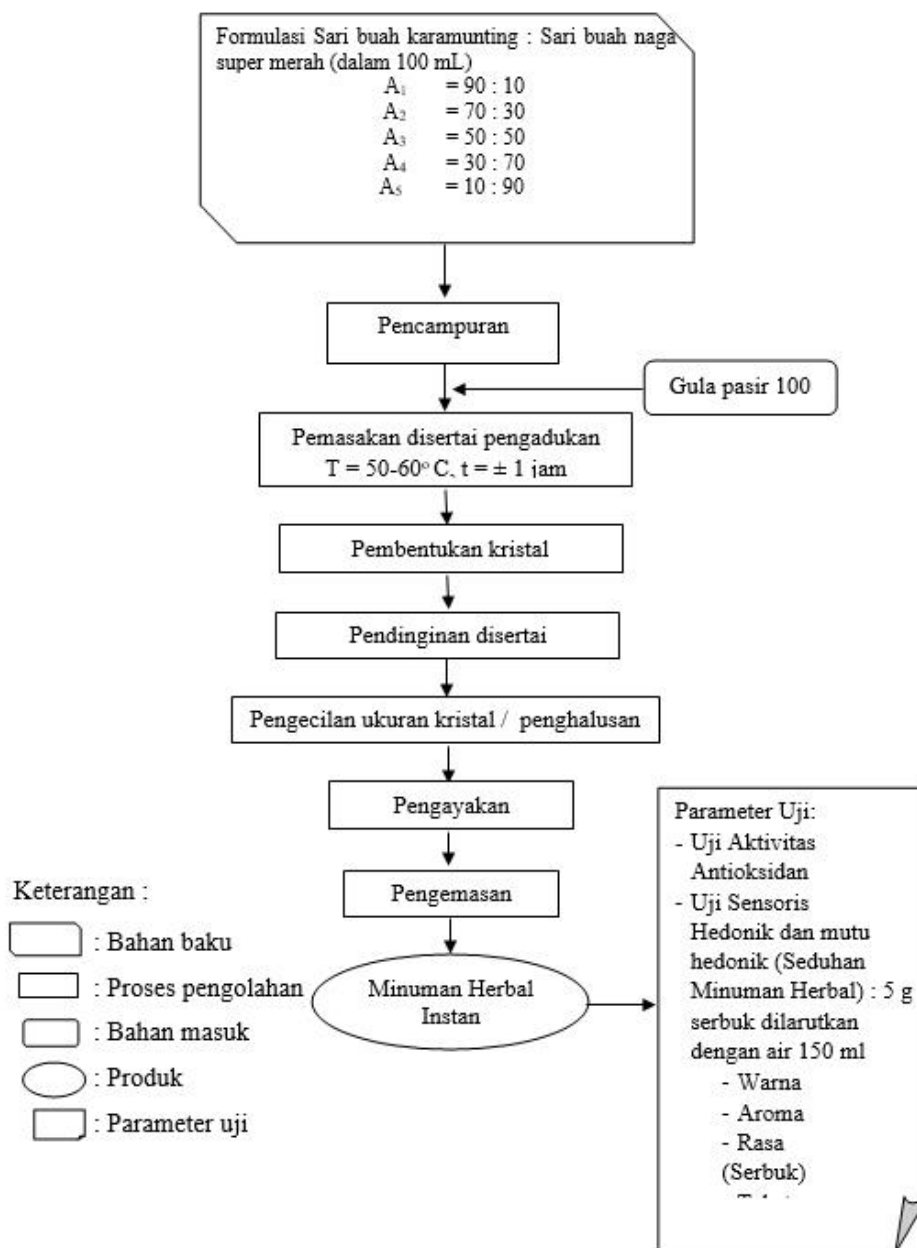 Formulasi Sari buah karamunting : Sari buah naga
super merah (dalam 100 mL)
A₁ = 90 : 10
A₂ = 70 : 30
A₃ = 50 : 50
A₄ = 30 : 70
A₅ = 10 : 90
Pencampuran
Gula pasir 100
Pemasakan disertai pengadukan
T = 50-60° C, t = ± 1 jam
Pembentukan kristal
Pendinginan disertai
Pengecilan ukuran kristal / penghalusan
Pengayakan
Pengemasan
Minuman Herbal
Instan
Parameter Uji:
- Uji Aktivitas
Antioksidan
- Uji Sensoris
Hedonik dan mutu
hedonik (Seduhan
Minuman Herbal) : 5 g
serbuk dilarutkan
dengan air 150 ml
- Warna
- Aroma
- Rasa
(Serbuk)
Keterangan :
: Bahan baku
: Proses pengolahan
: Bahan masuk
: Produk
: Parameter uji